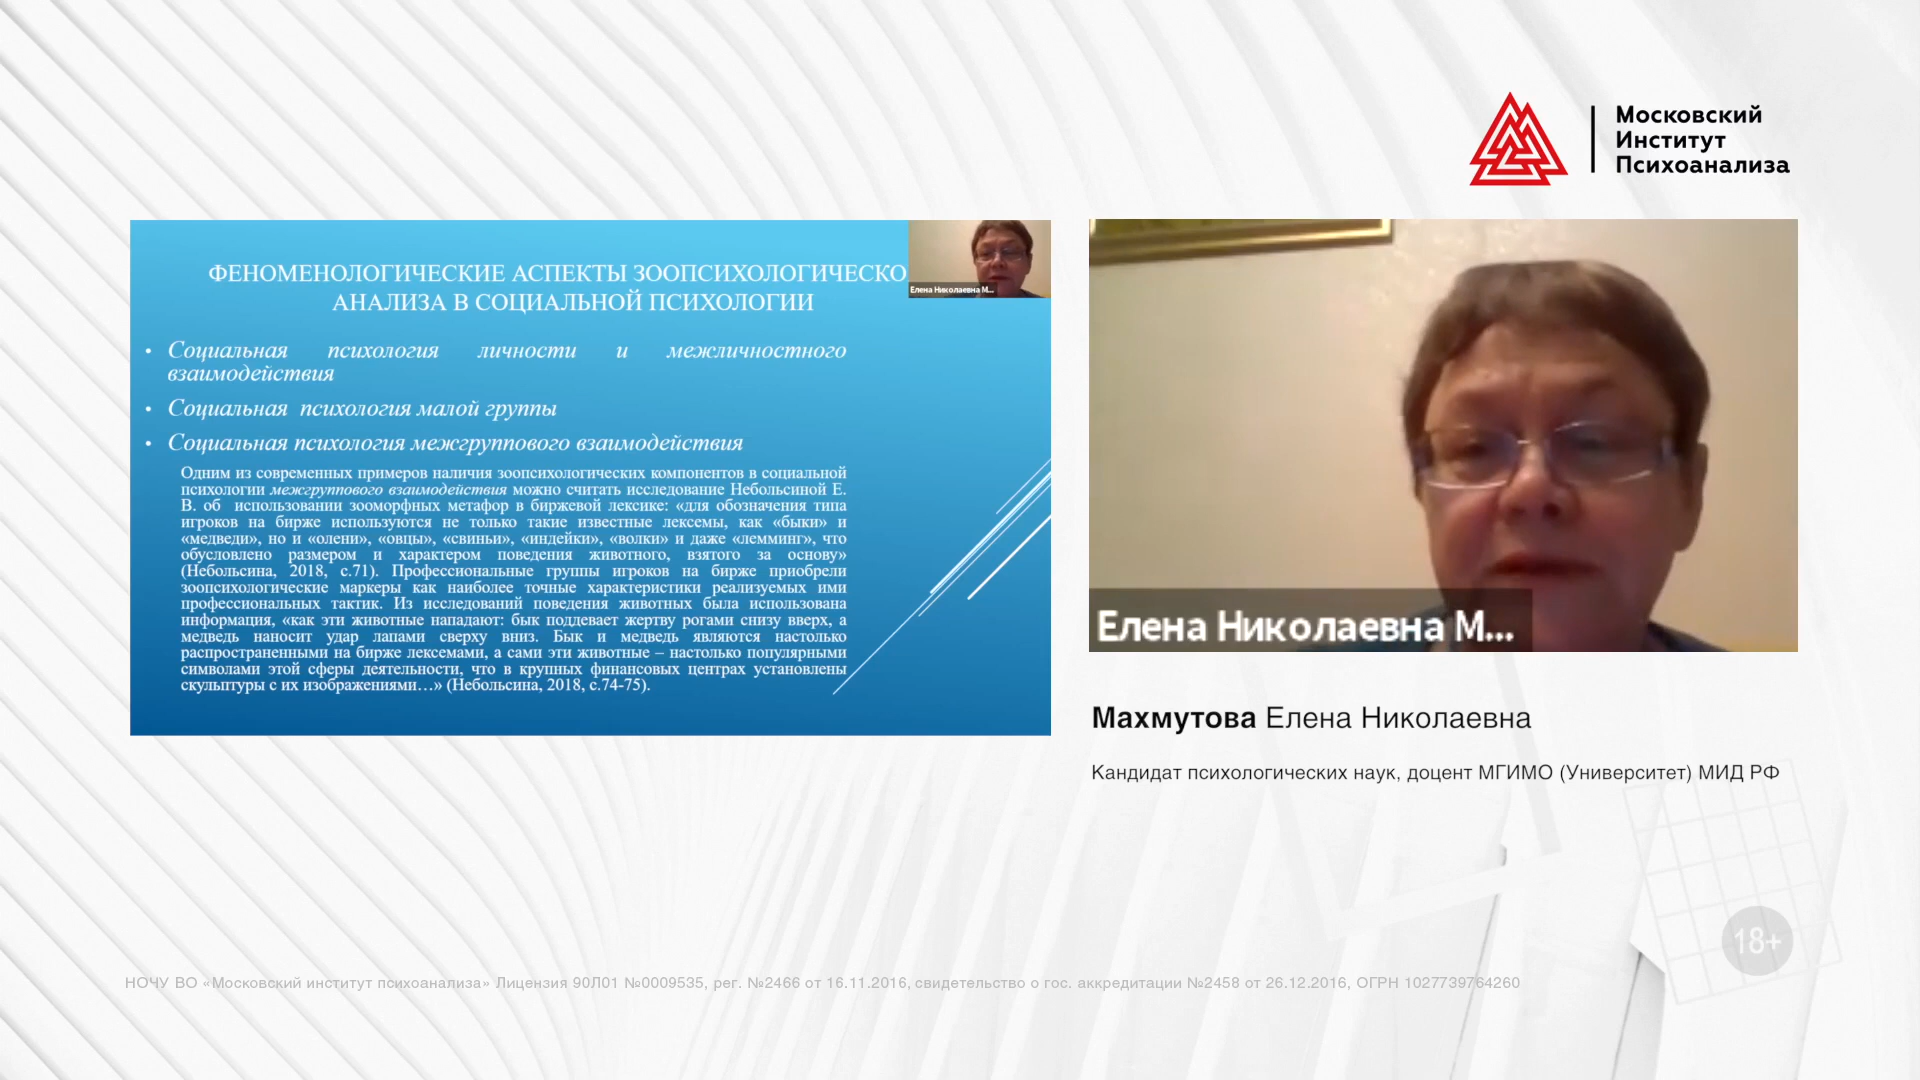 Московский
Институт
Психоанализа
ФЕНОМЕНОЛОГИЧЕСКИЕ АСПЕКТЫ ЗООПСИХОЛОГИЧЕСКО
АНАЛИЗА В СОЦИАЛЬНОЙ ПСИХОЛОГИИ
Елена Николаевна М...
• Социальная психология личности и межличностного
взаимодействия
• Социальная психология малой группы
• Социальная психология межгруппового взаимодействия
Одним из современных примеров наличия зоопсихологических компонентов в социальной
психологии межгруппового взаимодействия можно считать исследование Небольсиной Е.
В. об использовании зооморфных метафор в биржевой лексике: «для обозначения типа
игроков на бирже используются не только такие известные лексемы, как «быки» и
«медведи», но и «олени», «овцы», «свиньи», «индейки», «волки» и даже «лемминг», что
обусловлено размером и характером поведения животного, взятого за основу»
(Небольсина, 2018, с.71). Профессиональные группы игроков на бирже приобрели
зоопсихологические маркеры как наиболее точные характеристики реализуемых ими
профессиональных тактик. Из исследований поведения животных была использована
информация, «как эти животные нападают: бык поддевает жертву рогами снизу вверх, а
медведь наносит удар лапами сверху вниз. Бык и медведь являются настолько
распространенными на бирже лексемами, а сами эти животные – настолько популярными
символами этой сферы деятельности, что в крупных финансовых центрах установлены
скульптуры с их изображениями…» (Небольсина, 2018, с.74-75).
Елена Николаевна М...
Махмутова Елена Николаевна
Кандидат психологических наук, доцент МГИМО (Университет) МИД РФ
18+
НОЧУ ВО «Московский институт психоанализа» Лицензия 90Л01 №0009535, рег. №2466 от 16.11.2016, свидетельство о гос. аккредитации №2458 от 26.12.2016, ОГРН 1027739764260